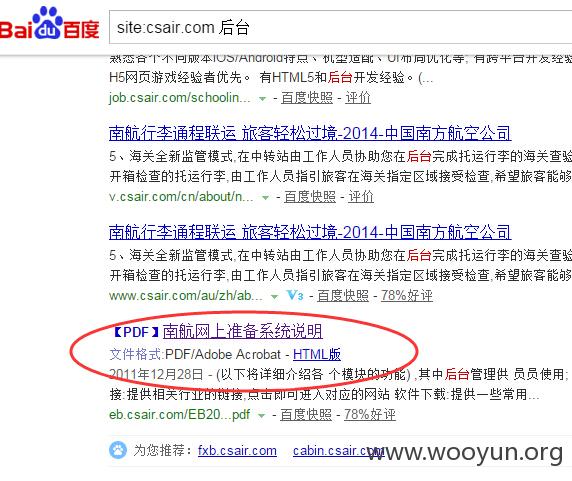 Bai du 百度 site:csair.com 后台
熟悉各个不同版本iOS/Android特点、机型适配、UI布局优化等; 有跨平台开发
H5网页游戏经验者优先。 有HTML5和后台开发经验。(...
job.csair.com/schoolin... - 百度快照 - 评价
南航行李通程联运 旅客轻松过境-2014-中国南方航空公司
5、海关全新监管模式,在中转站由工作人员协助您在后台完成托运行李的海关查验
开箱检查的托运行李,由工作人员指引旅客在海关指定区域接受检查,希望旅客能够
v.csair.com/cn/about/n... - 百度快照 - 评价
南航行李通程联运 旅客轻松过境-2014-中国南方航空公司
5、海关全新监管模式,在中转站由工作人员协助您在后台完成托运行李的海关查验
开箱检查的托运行李,由工作人员指引旅客在海关指定区域接受检查,希望旅客能够
www.csair.com/au/zh/ab... V3 - 百度快照 - 78%好评
【PDF】南航网上准备系统说明
文件格式:PDF/Adobe Acrobat - HTML版
2011年12月28日 - (以下将详细介绍各 个模块的功能) ,其中后台管理供 员员使用;
接:提供相关行业的链接,点击即可进入对应的网站 软件下载:提供一些常用...
eb.csair.com/EB20...pdf - 百度快照 - 78%好评
为您推荐: fxb.csair.com cabin.csair.com
www.wooyun.org